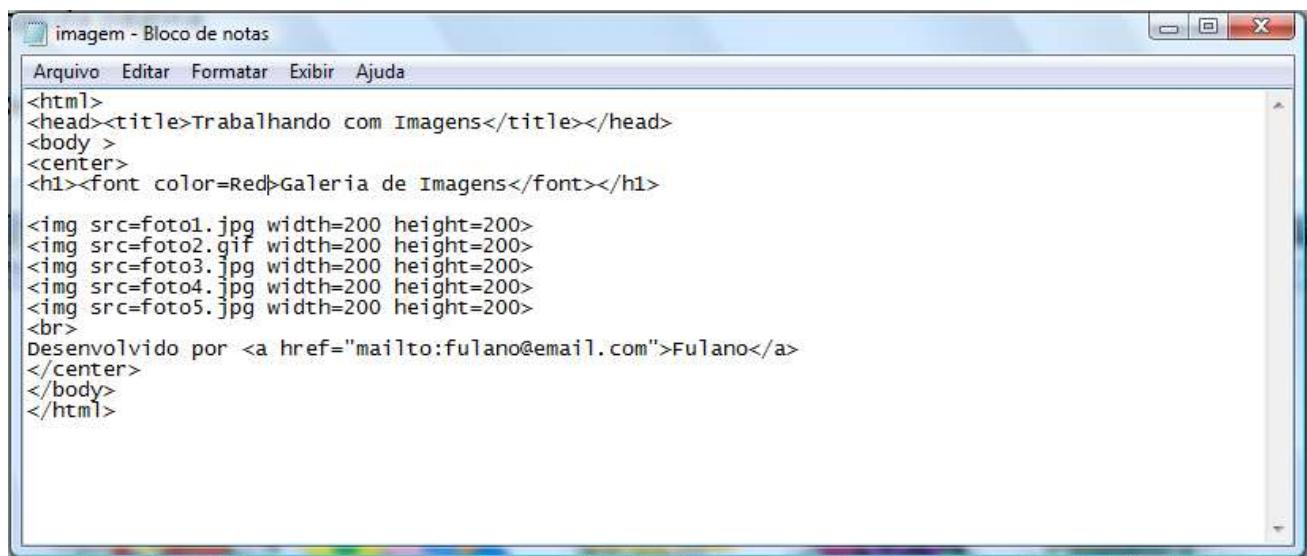 imagem - Bloco de notas
Arquivo Editar Formatar Exibir Ajuda
<html>
<head><title>Trabalhando com Imagens</title></head>
<body >
<center>
<h1><font color=Red>Galeria de Imagens</font></h1>
<img src=foto1.jpg width=200 height=200>
<img src=foto2.gif width=200 height=200>
<img src=foto3.jpg width=200 height=200>
<img src=foto4.jpg width=200 height=200>
<img src=foto5.jpg width=200 height=200>
<br>
Desenvolvido por <a href="mailto:fulano@email.com">Fulano</a>
</center>
</body>
</html>